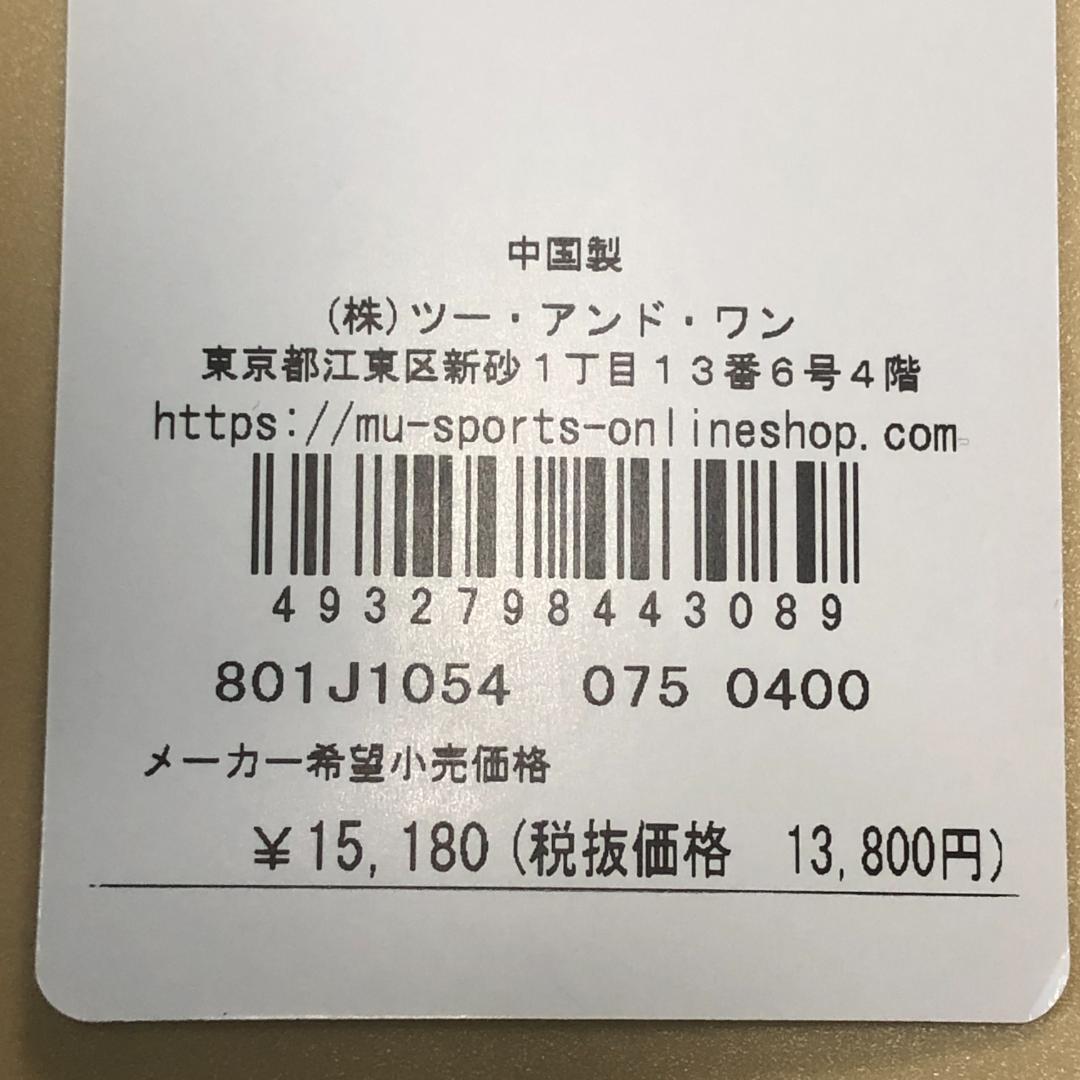 中国製
(株)ツー・アンド・ワン
東京都江東区新砂1丁目13番6号4階
https://mu-sports-onlineshop.com
4932798443089
801J1054 075 0400
メーカー希望小売価格
¥15,180(税抜価格 13,800円)